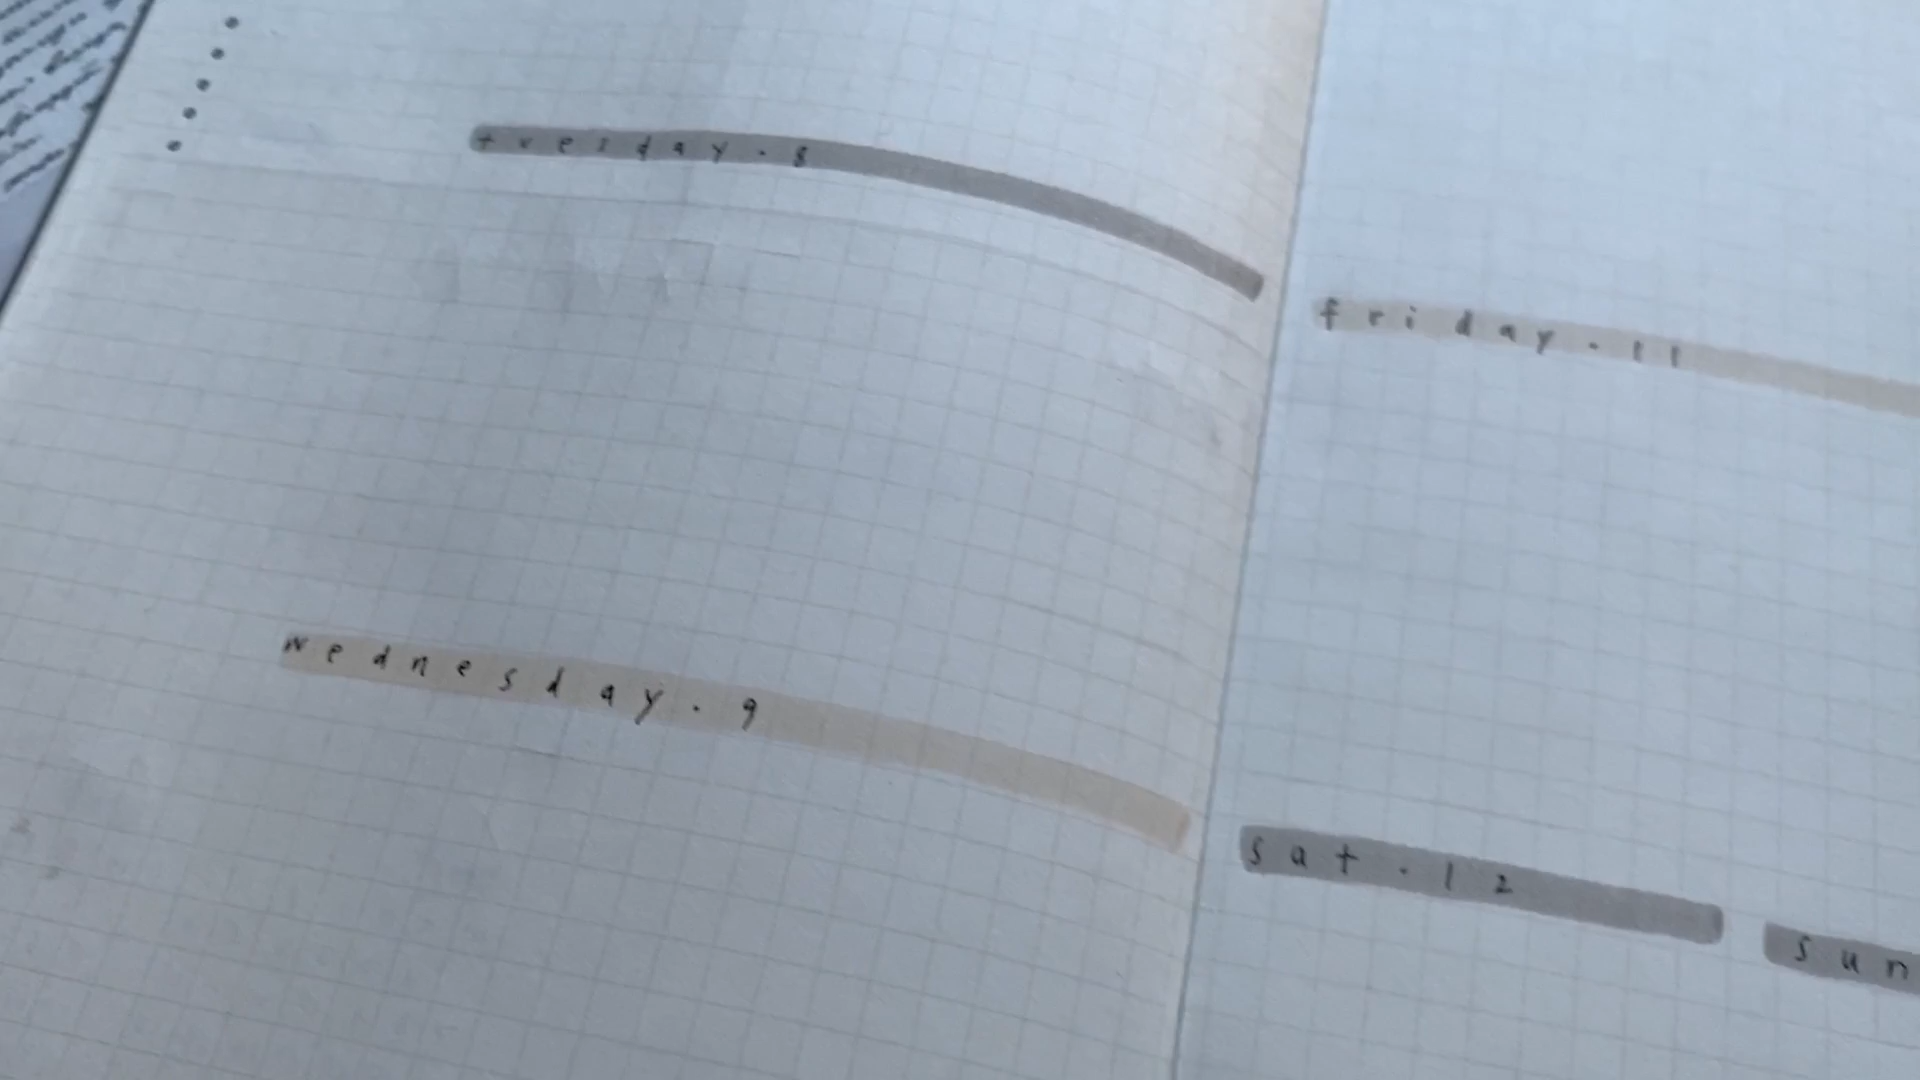 tuesday. 8
wednesday. 9
friday. 11
sat. 12
sun